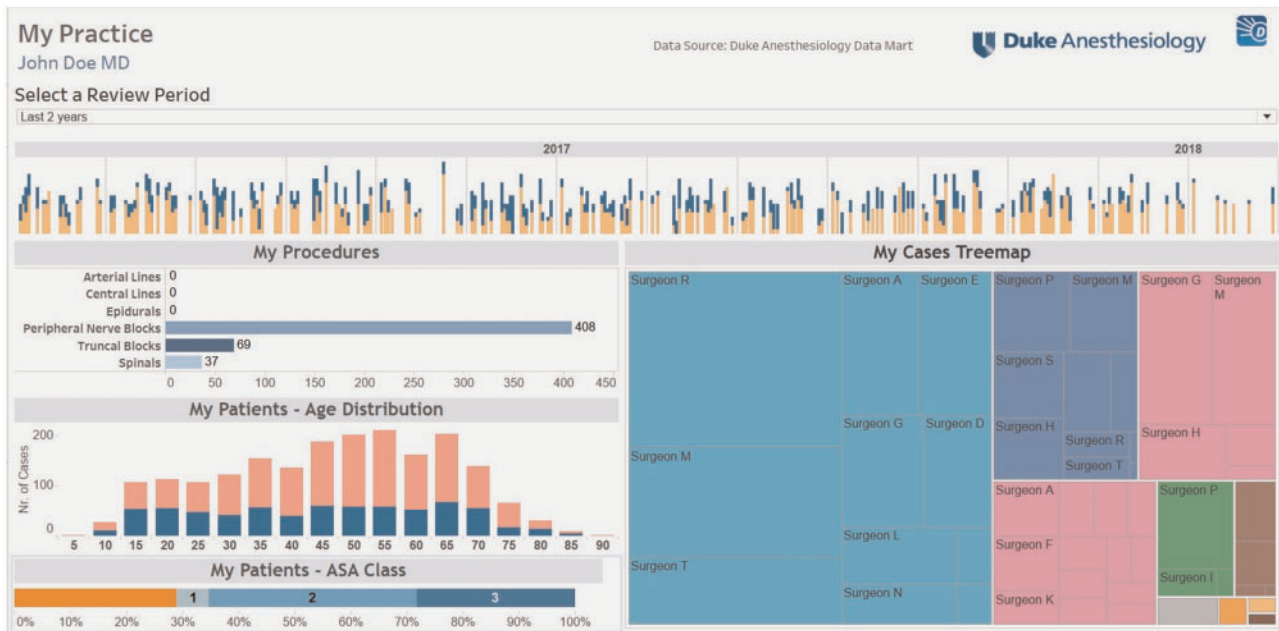 My Practice
John Doe MD
Data Source: Duke Anesthesiology Data Mart
Duke Anesthesiology
D
Select a Review Period
Last 2 years
2017
2018
My Procedures
Arterial Lines 0
Central Lines 0
Epidurals 0
Peripheral Nerve Blocks 408
Truncal Blocks 69
Spinals 37
0 50 100 150 200 250 300 350 400 450
My Patients - Age Distribution
Nr. of Cases
200
100
0
5 10 15 20 25 30 35 40 45 50 55 60 65 70 75 80 85 90
My Patients - ASA Class
1 2 3
0% 10% 20% 30% 40% 50% 60% 70% 80% 90% 100%
My Cases Treemap
Surgeon R
Surgeon M
Surgeon T
Surgeon A
Surgeon E
Surgeon G
Surgeon D
Surgeon L
Surgeon N
Surgeon P
Surgeon M
Surgeon S
Surgeon H
Surgeon R
Surgeon T
Surgeon G
Surgeon
M
Surgeon H
Surgeon A
Surgeon F
Surgeon K
Surgeon P
Surgeon I